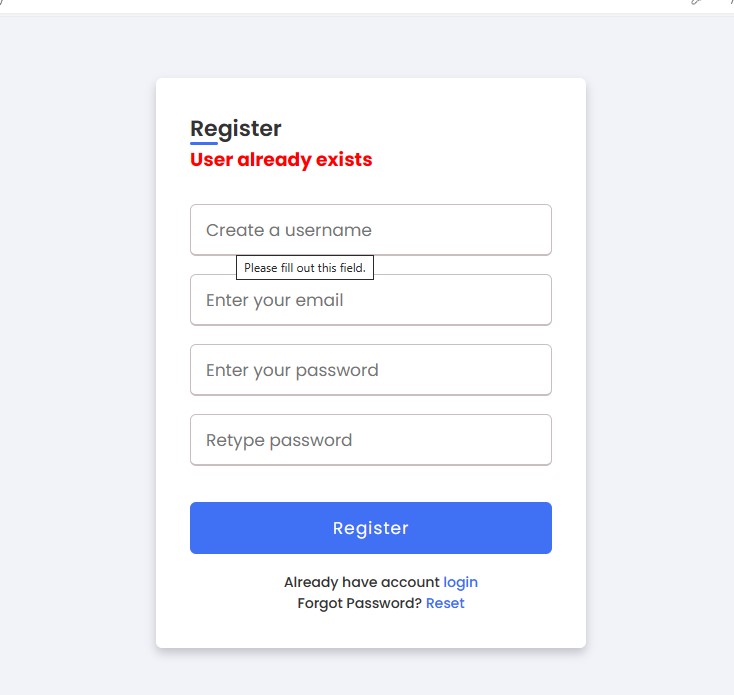 Register
User already exists
Create a username
Please fill out this field.
Enter your email
Enter your password
Retype password
Register
Already have account login
Forgot Password? Reset